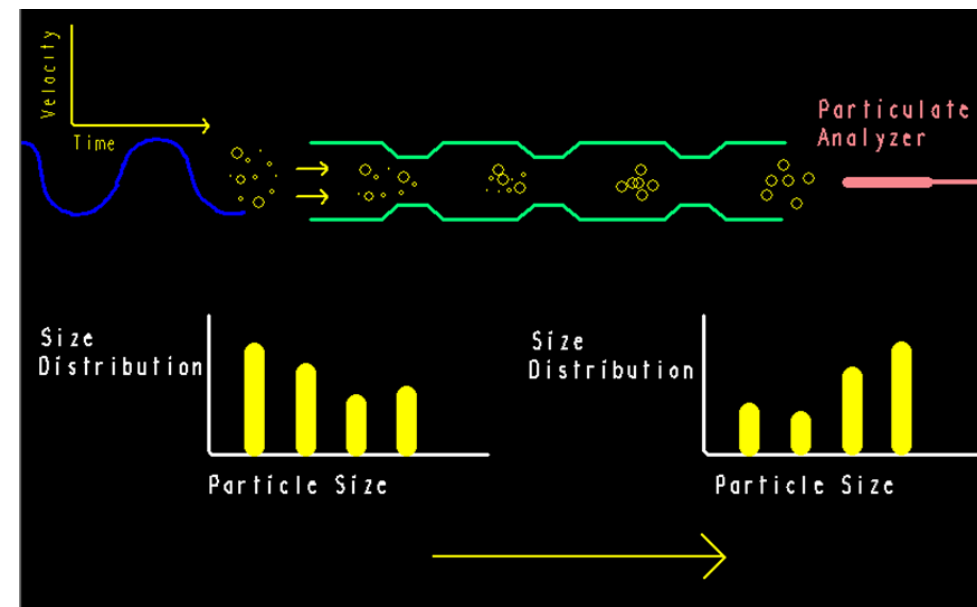 Velocity
Time
Particulate
Analyzer
Size
Distribution
Particle Size
Size
Distribution
Particle Size